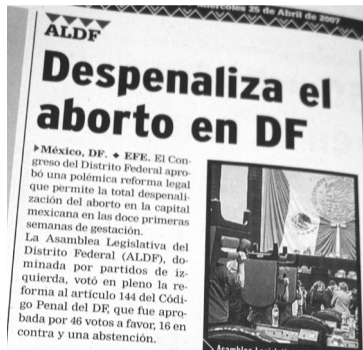 Miércoles 25 de Abril de 2007
ALDF
Despenaliza el
aborto en DF
México, DF. ◆ EFE. El Con-
greso del Distrito Federal apro-
bó una polémica reforma legal
que permite la total despenali-
zación del aborto en la capital
mexicana en las doce primeras
semanas de gestación.
La Asamblea Legislativa del
Distrito Federal (ALDF), do-
minada por partidos de iz-
quierda, votó en pleno la re-
forma al artículo 144 del Códi-
go Penal del DF, que fue apro-
bada por 46 votos a favor, 16 en
contra y una abstención.
Asamblea